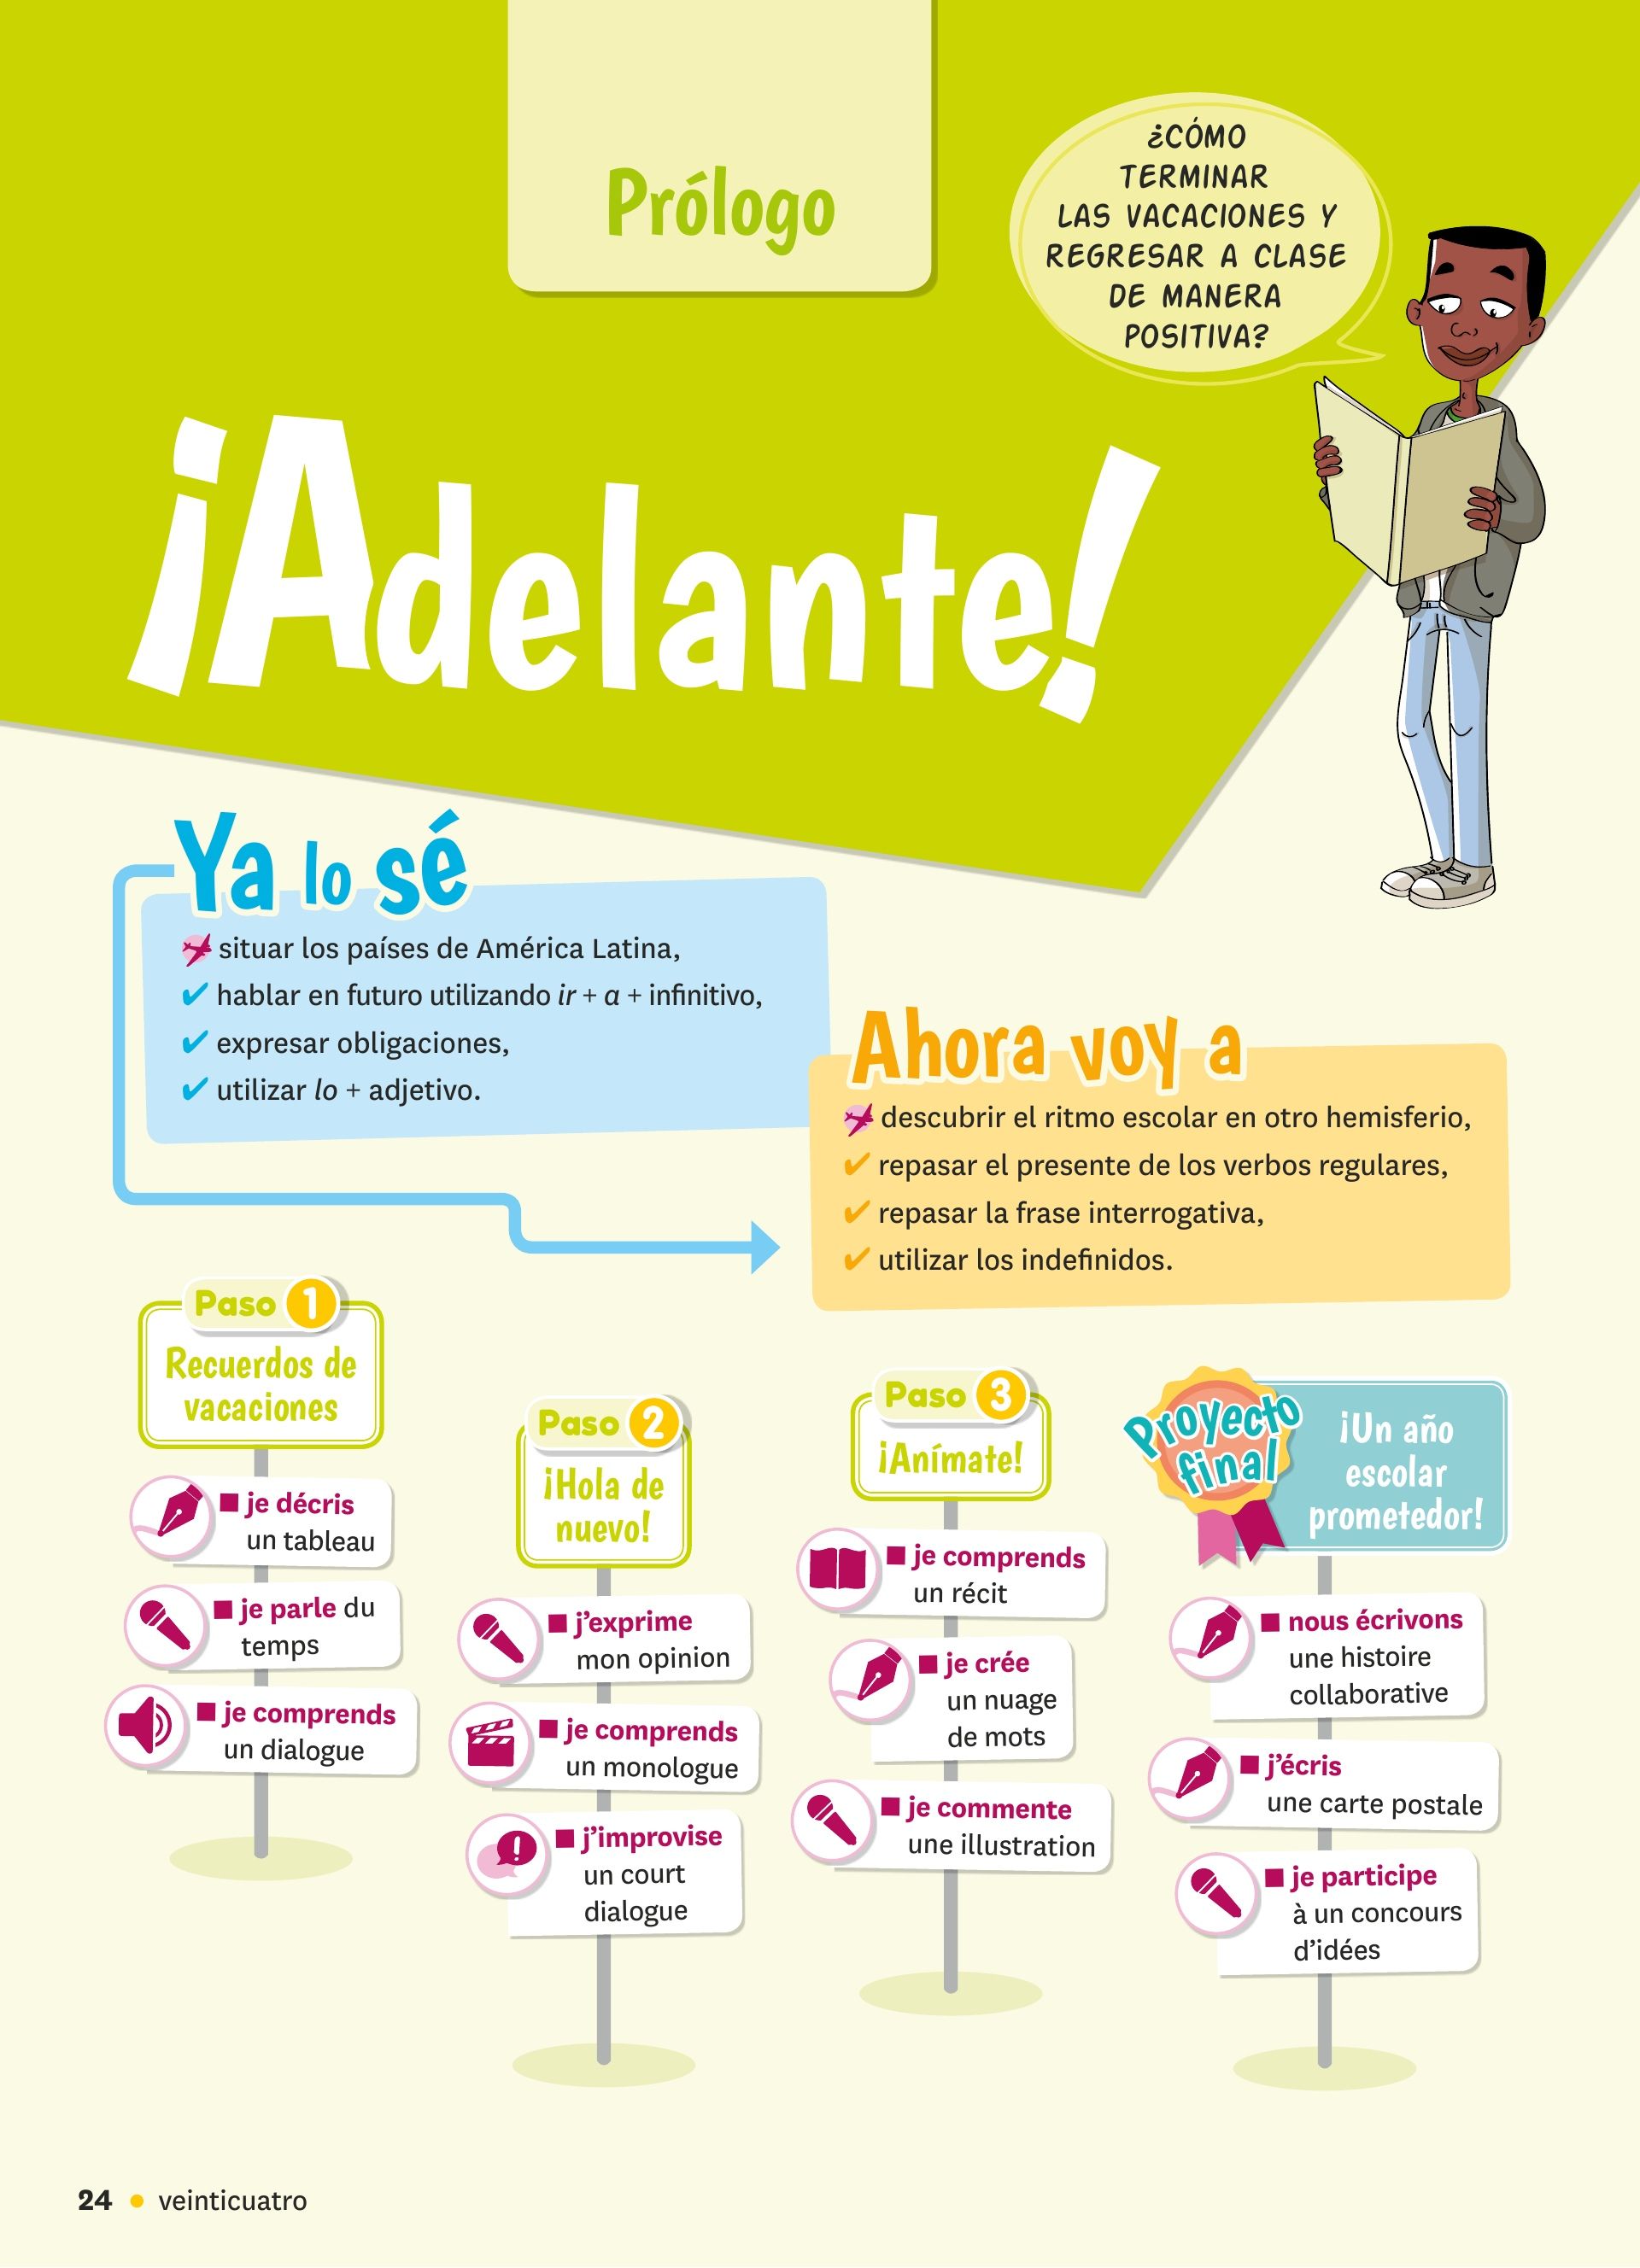 Prólogo
¿CÓMO
TERMINAR
LAS VACACIONES Y
REGRESAR A CLASE
DE MANERA
POSITIVA?
¡Adelante!
Ya lo sé
situar los países de América Latina,
✔ hablar en futuro utilizando ir + a + infinitivo,
✔ expresar obligaciones,
✔ utilizar lo + adjetivo.
Ahora voy a
descubrir el ritmo escolar en otro hemisferio,
✔ repasar el presente de los verbos regulares,
✔ repasar la frase interrogativa,
✔ utilizar los indefinidos.
Paso 1
Recuerdos de
vacaciones
■ je décris
un tableau
■ je parle du
temps
■ je comprends
un dialogue
Paso 2
¡Hola de
nuevo!
■ j'exprime
mon opinion
■ je comprends
un monologue
■ j'improvise
un court
dialogue
Paso 3
¡Anímate!
■ je comprends
un récit
■ je crée
un nuage
de mots
■ je commente
une illustration
Proyecto
final
¡Un año
escolar
prometedor!
■ nous écrivons
une histoire
collaborative
■ j'écris
une carte postale
■ je participe
à un concours
d'idées
24 • veinticuatro